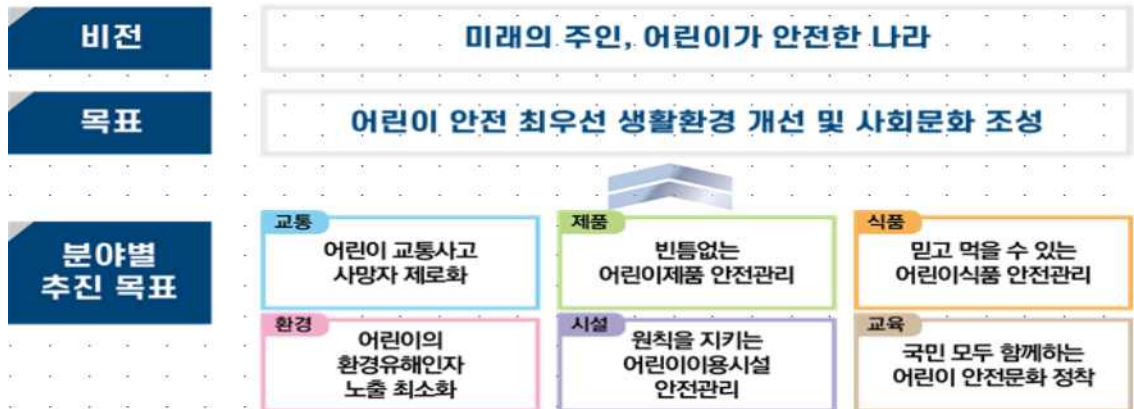 비전
미래의 주인, 어린이가 안전한 나라
목표
어린이 안전 최우선 생활환경 개선 및 사회문화 조성
분야별
추진 목표
교통
어린이 교통사고
사망자 제로화
제품
빈틈없는
어린이제품 안전관리
식품
믿고 먹을 수 있는
어린이식품 안전관리
환경
어린이의
환경유해인자
노출 최소화
시설
원칙을 지키는
어린이이용시설
안전관리
교육
국민 모두 함께하는
어린이 안전문화 정착